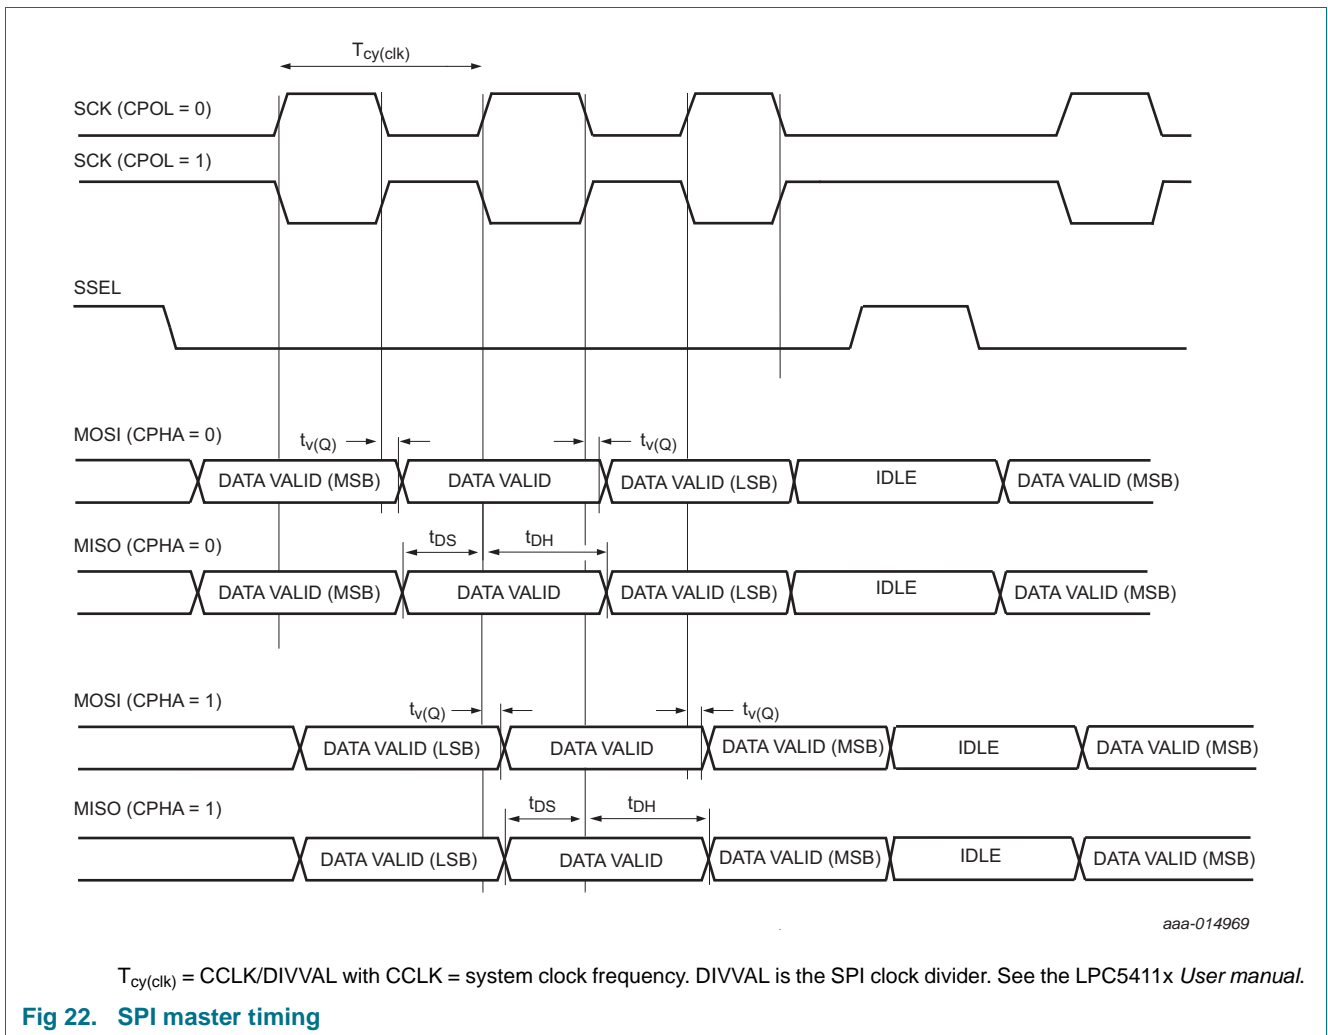 Tcy(clk)
SCK (CPOL = 0)
SCK (CPOL = 1)
SSEL
MOSI (CPHA = 0)
tv(Q) tv(Q)
DATA VALID (MSB) DATA VALID DATA VALID (LSB) IDLE DATA VALID (MSB)
MISO (CPHA = 0)
tDS tDH
DATA VALID (MSB) DATA VALID DATA VALID (LSB) IDLE DATA VALID (MSB)
MOSI (CPHA = 1)
tv(Q) tv(Q)
DATA VALID (LSB) DATA VALID DATA VALID (MSB) IDLE DATA VALID (MSB)
MISO (CPHA = 1)
tDS tDH
DATA VALID (LSB) DATA VALID DATA VALID (MSB) IDLE DATA VALID (MSB)
aaa-014969
Tcy(clk) = CCLK/DIVVAL with CCLK = system clock frequency. DIVVAL is the SPI clock divider. See the LPC5411x User manual.
Fig 22. SPI master timing